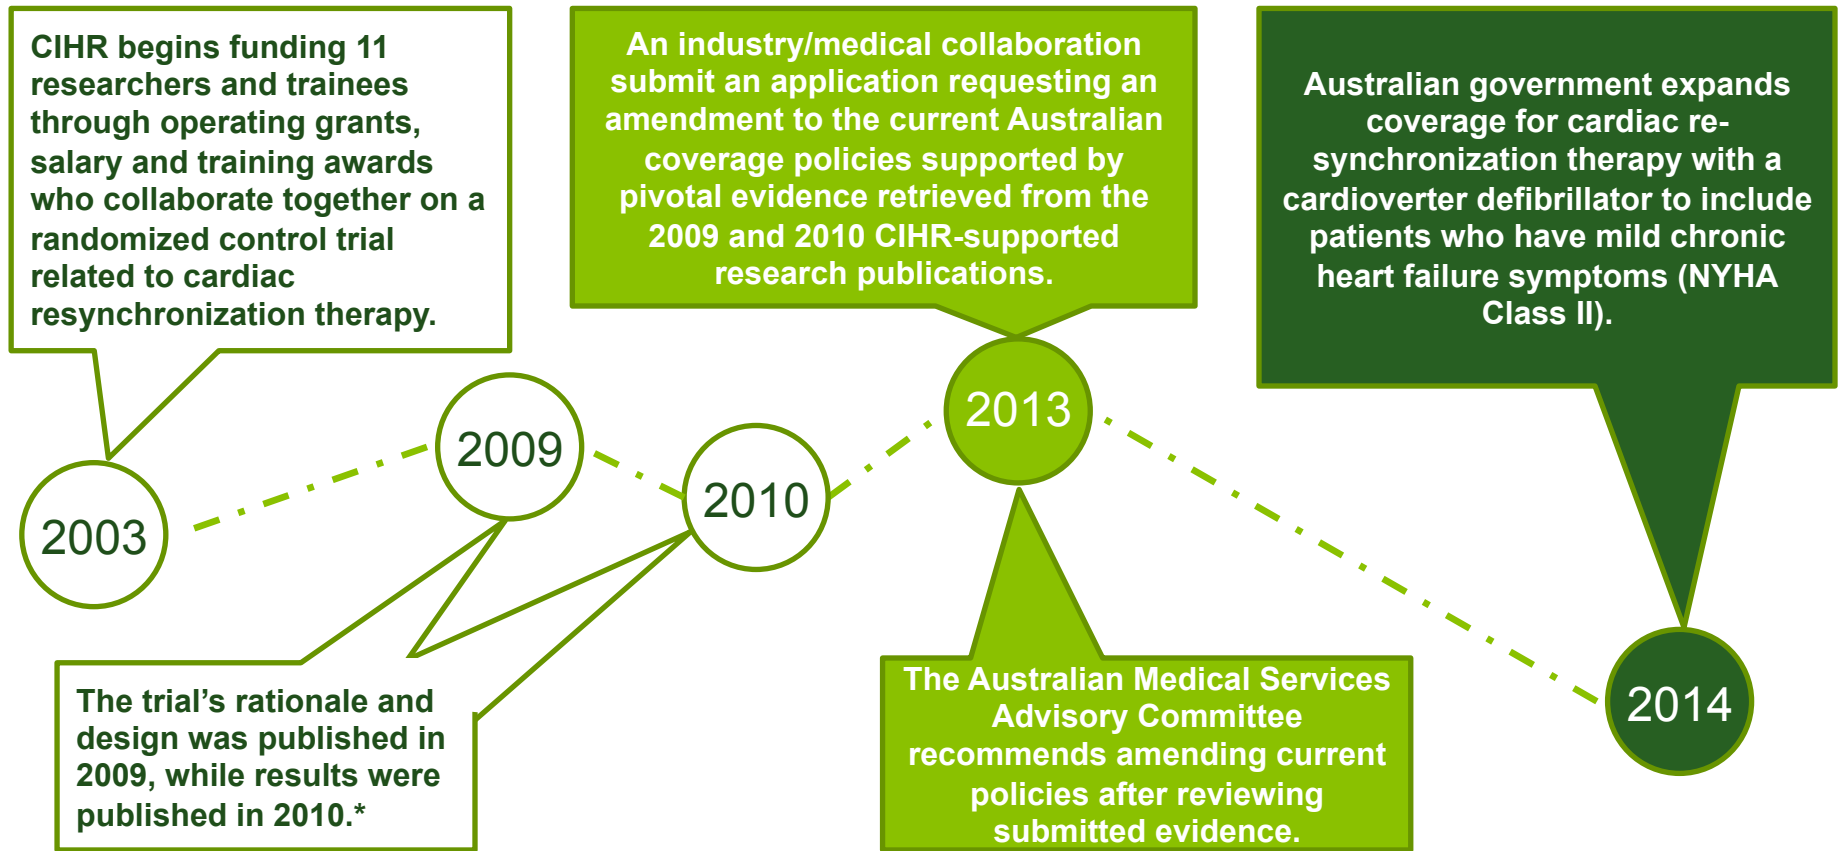 CIHR begins funding 11
researchers and trainees
through operating grants,
salary and training awards
who collaborate together on a
randomized control trial
related to cardiac
resynchronization therapy.
An industry/medical collaboration
submit an application requesting an
amendment to the current Australian
coverage policies supported by
pivotal evidence retrieved from the
2009 and 2010 CIHR-supported
research publications.
Australian government expands
coverage for cardiac re-
synchronization therapy with a
cardioverter defibrillator to include
patients who have mild chronic
heart failure symptoms (NYHA
Class II).
2003
2009
2010
2013
2014
The trial’s rationale and
design was published in
2009, while results were
published in 2010.*
The Australian Medical Services
Advisory Committee
recommends amending current
policies after reviewing
submitted evidence.